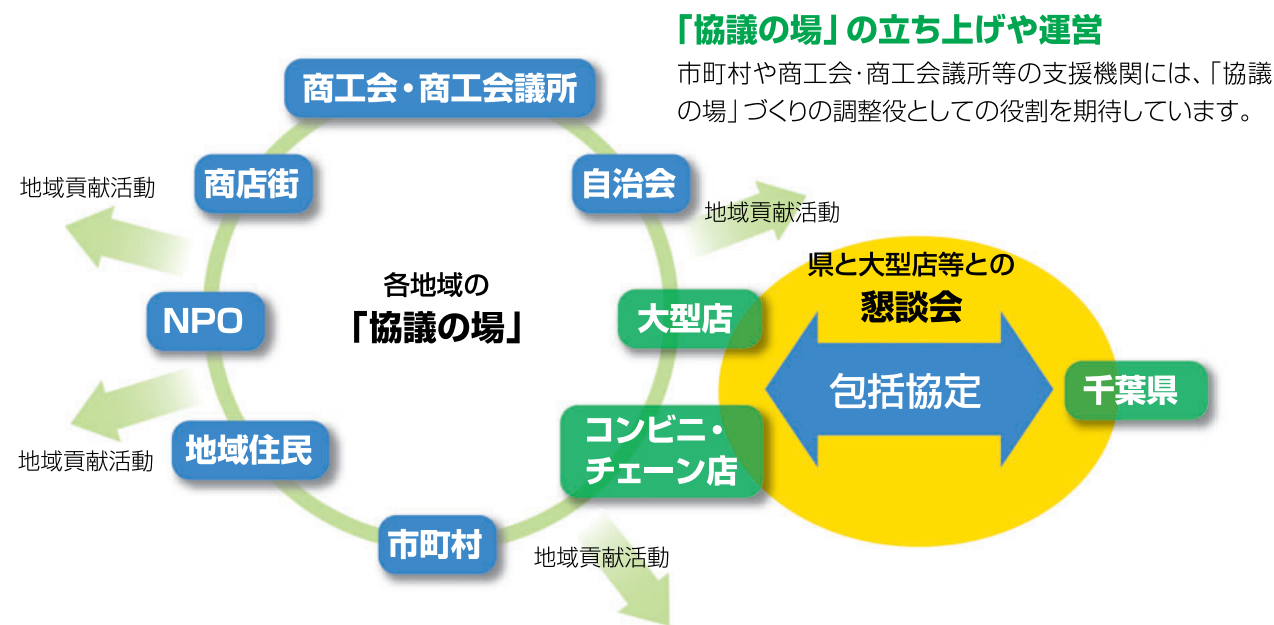 「協議の場」の立ち上げや運営
市町村や商工会・商工会議所等の支援機関には、「協議
の場」づくりの調整役としての役割を期待しています。
商工会・商工会議所
商店街
自治会
地域貢献活動
地域貢献活動
各地域の
「協議の場」
NPO
大型店
県と大型店等との
懇談会
包括協定
千葉県
コンビニ・
チェーン店
地域住民
地域貢献活動
市町村
地域貢献活動